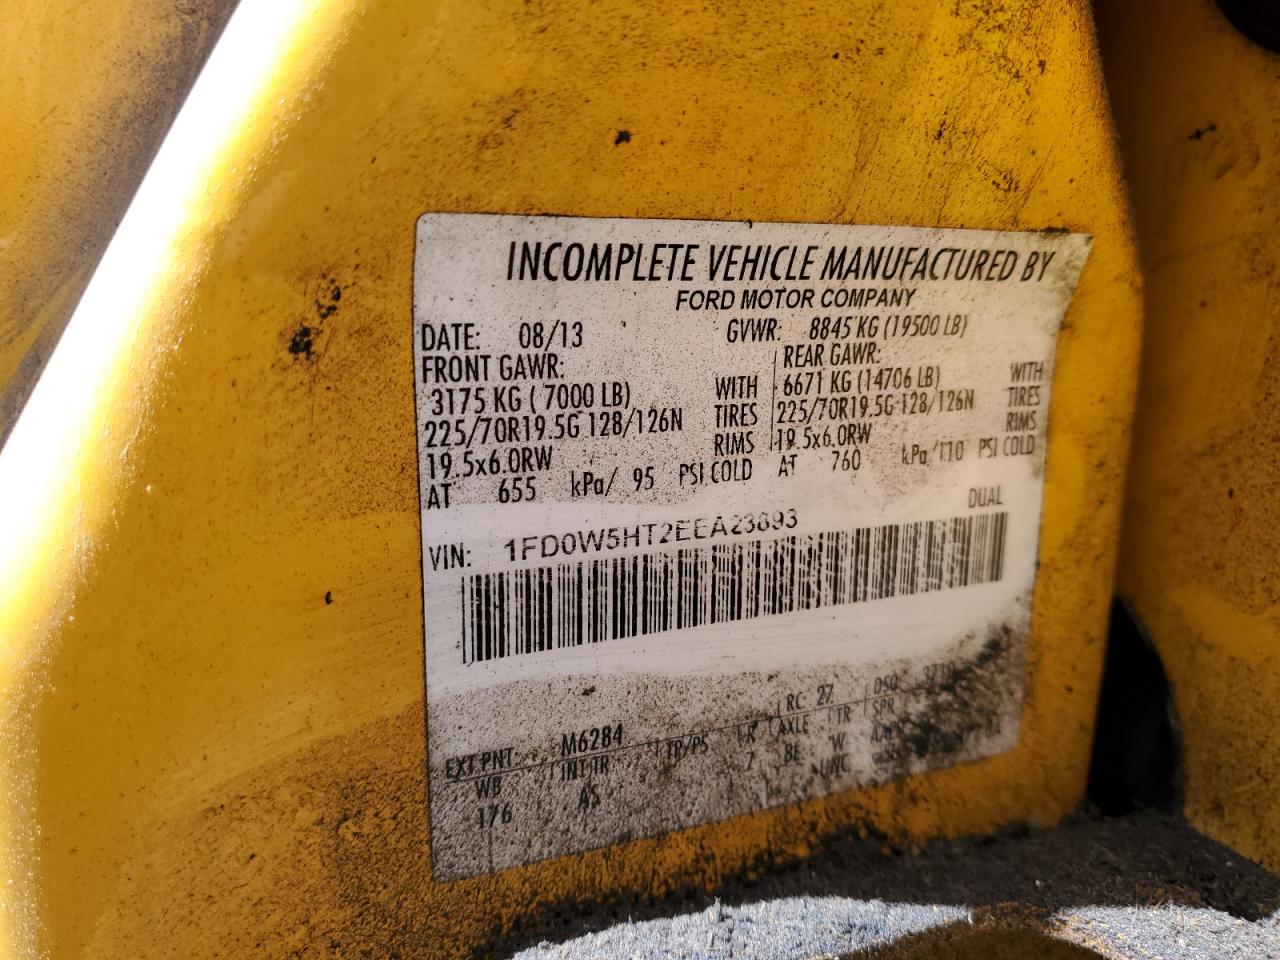 INCOMPLETE VEHICLE MANUFACTURED BY
FORD MOTOR COMPANY
DATE: 08/13 GVWR: 8845 KG (19500 LB)
FRONT GAWR: REAR GAWR:
3175 KG ( 7000 LB) WITH 6671 KG (14706 LB) WITH
225/70R19.5G 128/126N TIRES 225/70R19.5G 128/126N TIRES
19.5x6.0RW RIMS 19.5x6.0RW RIMS
AT 655 kPa/ 95 PSI COLD AT 760 kPa/110 PSI COLD
DUAL
VIN: 1FD0W5HT2EEA23893
EXT PNT: M6284 RC: 27 DSO:
WB INT TR TP/PS R AXLE TR SPR
176 AS 7 BE W
UNC